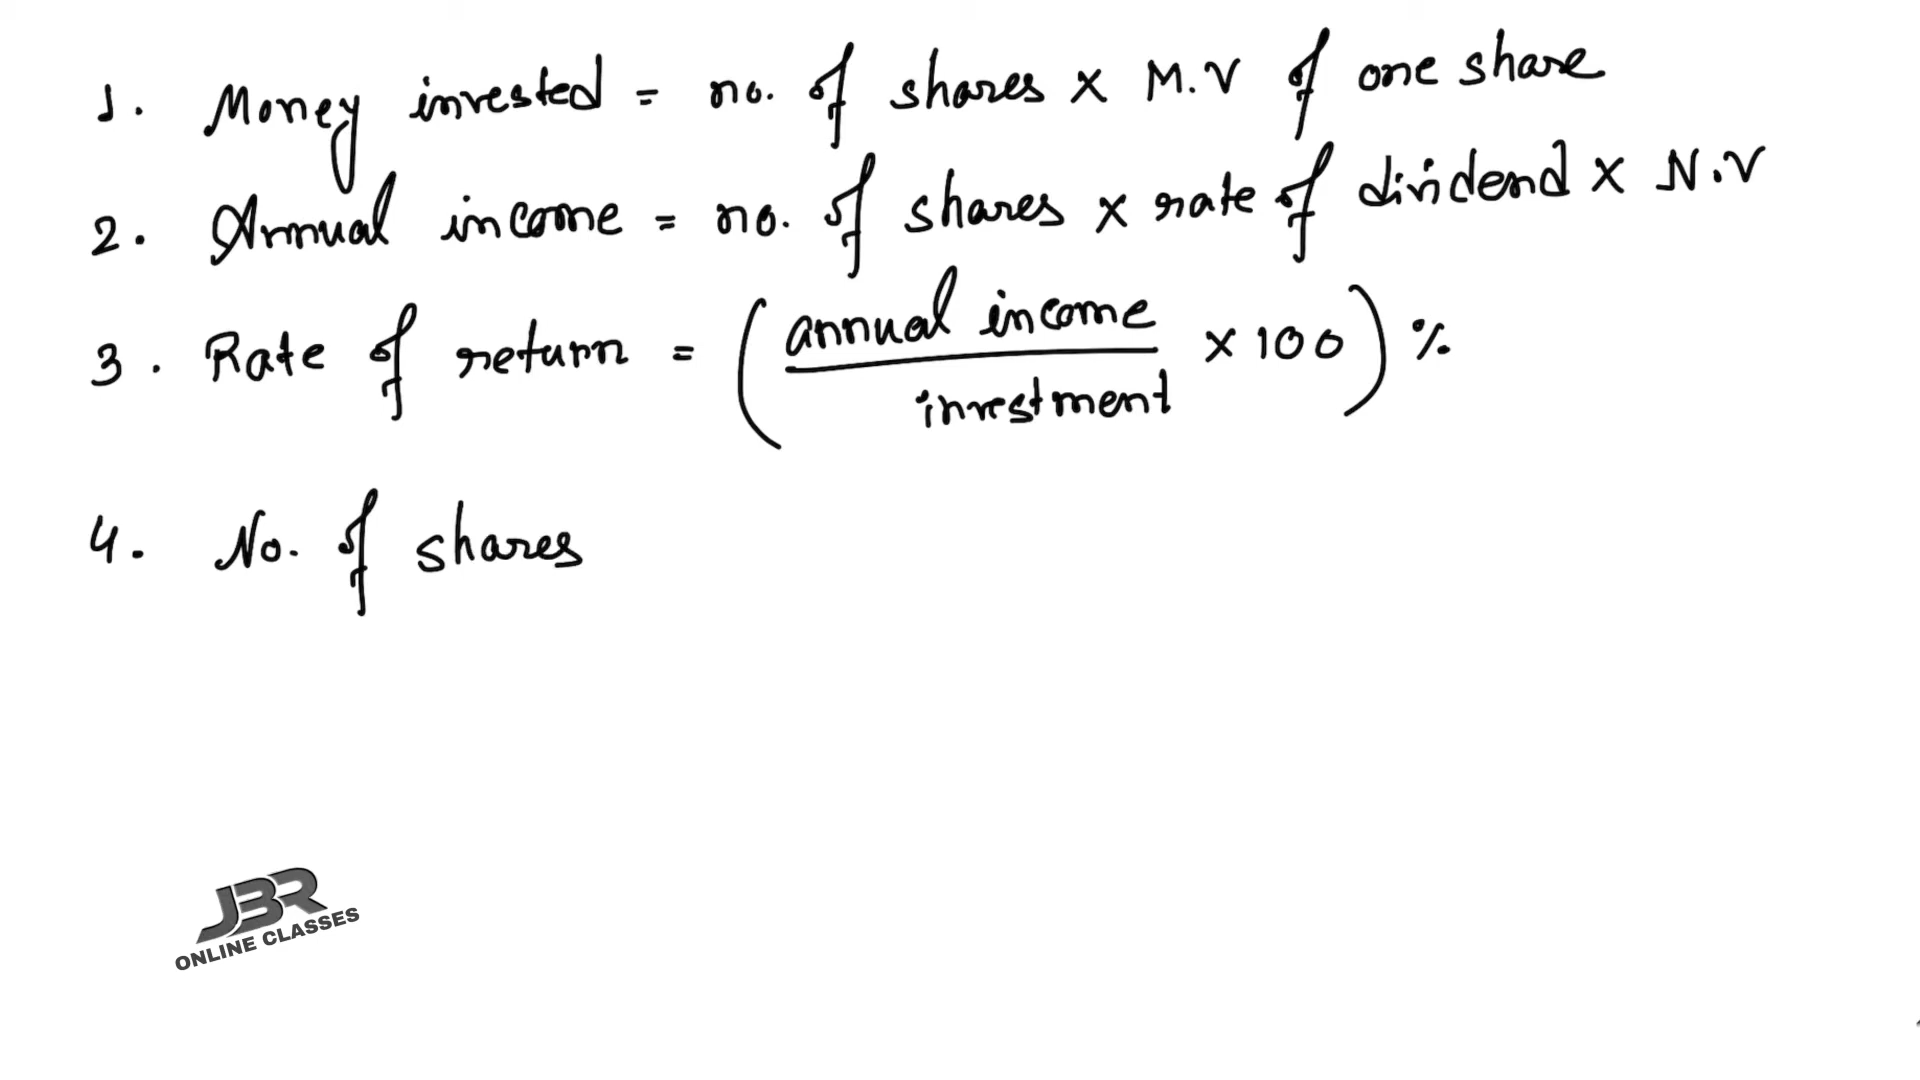 1. Money invested = no. of shares x M.V of one share
2. Annual income = no. of shares x rate of dividend x N.V
3. Rate of return = (annual income / investment x 100) %
4. No. of shares
JBR
ONLINE CLASSES